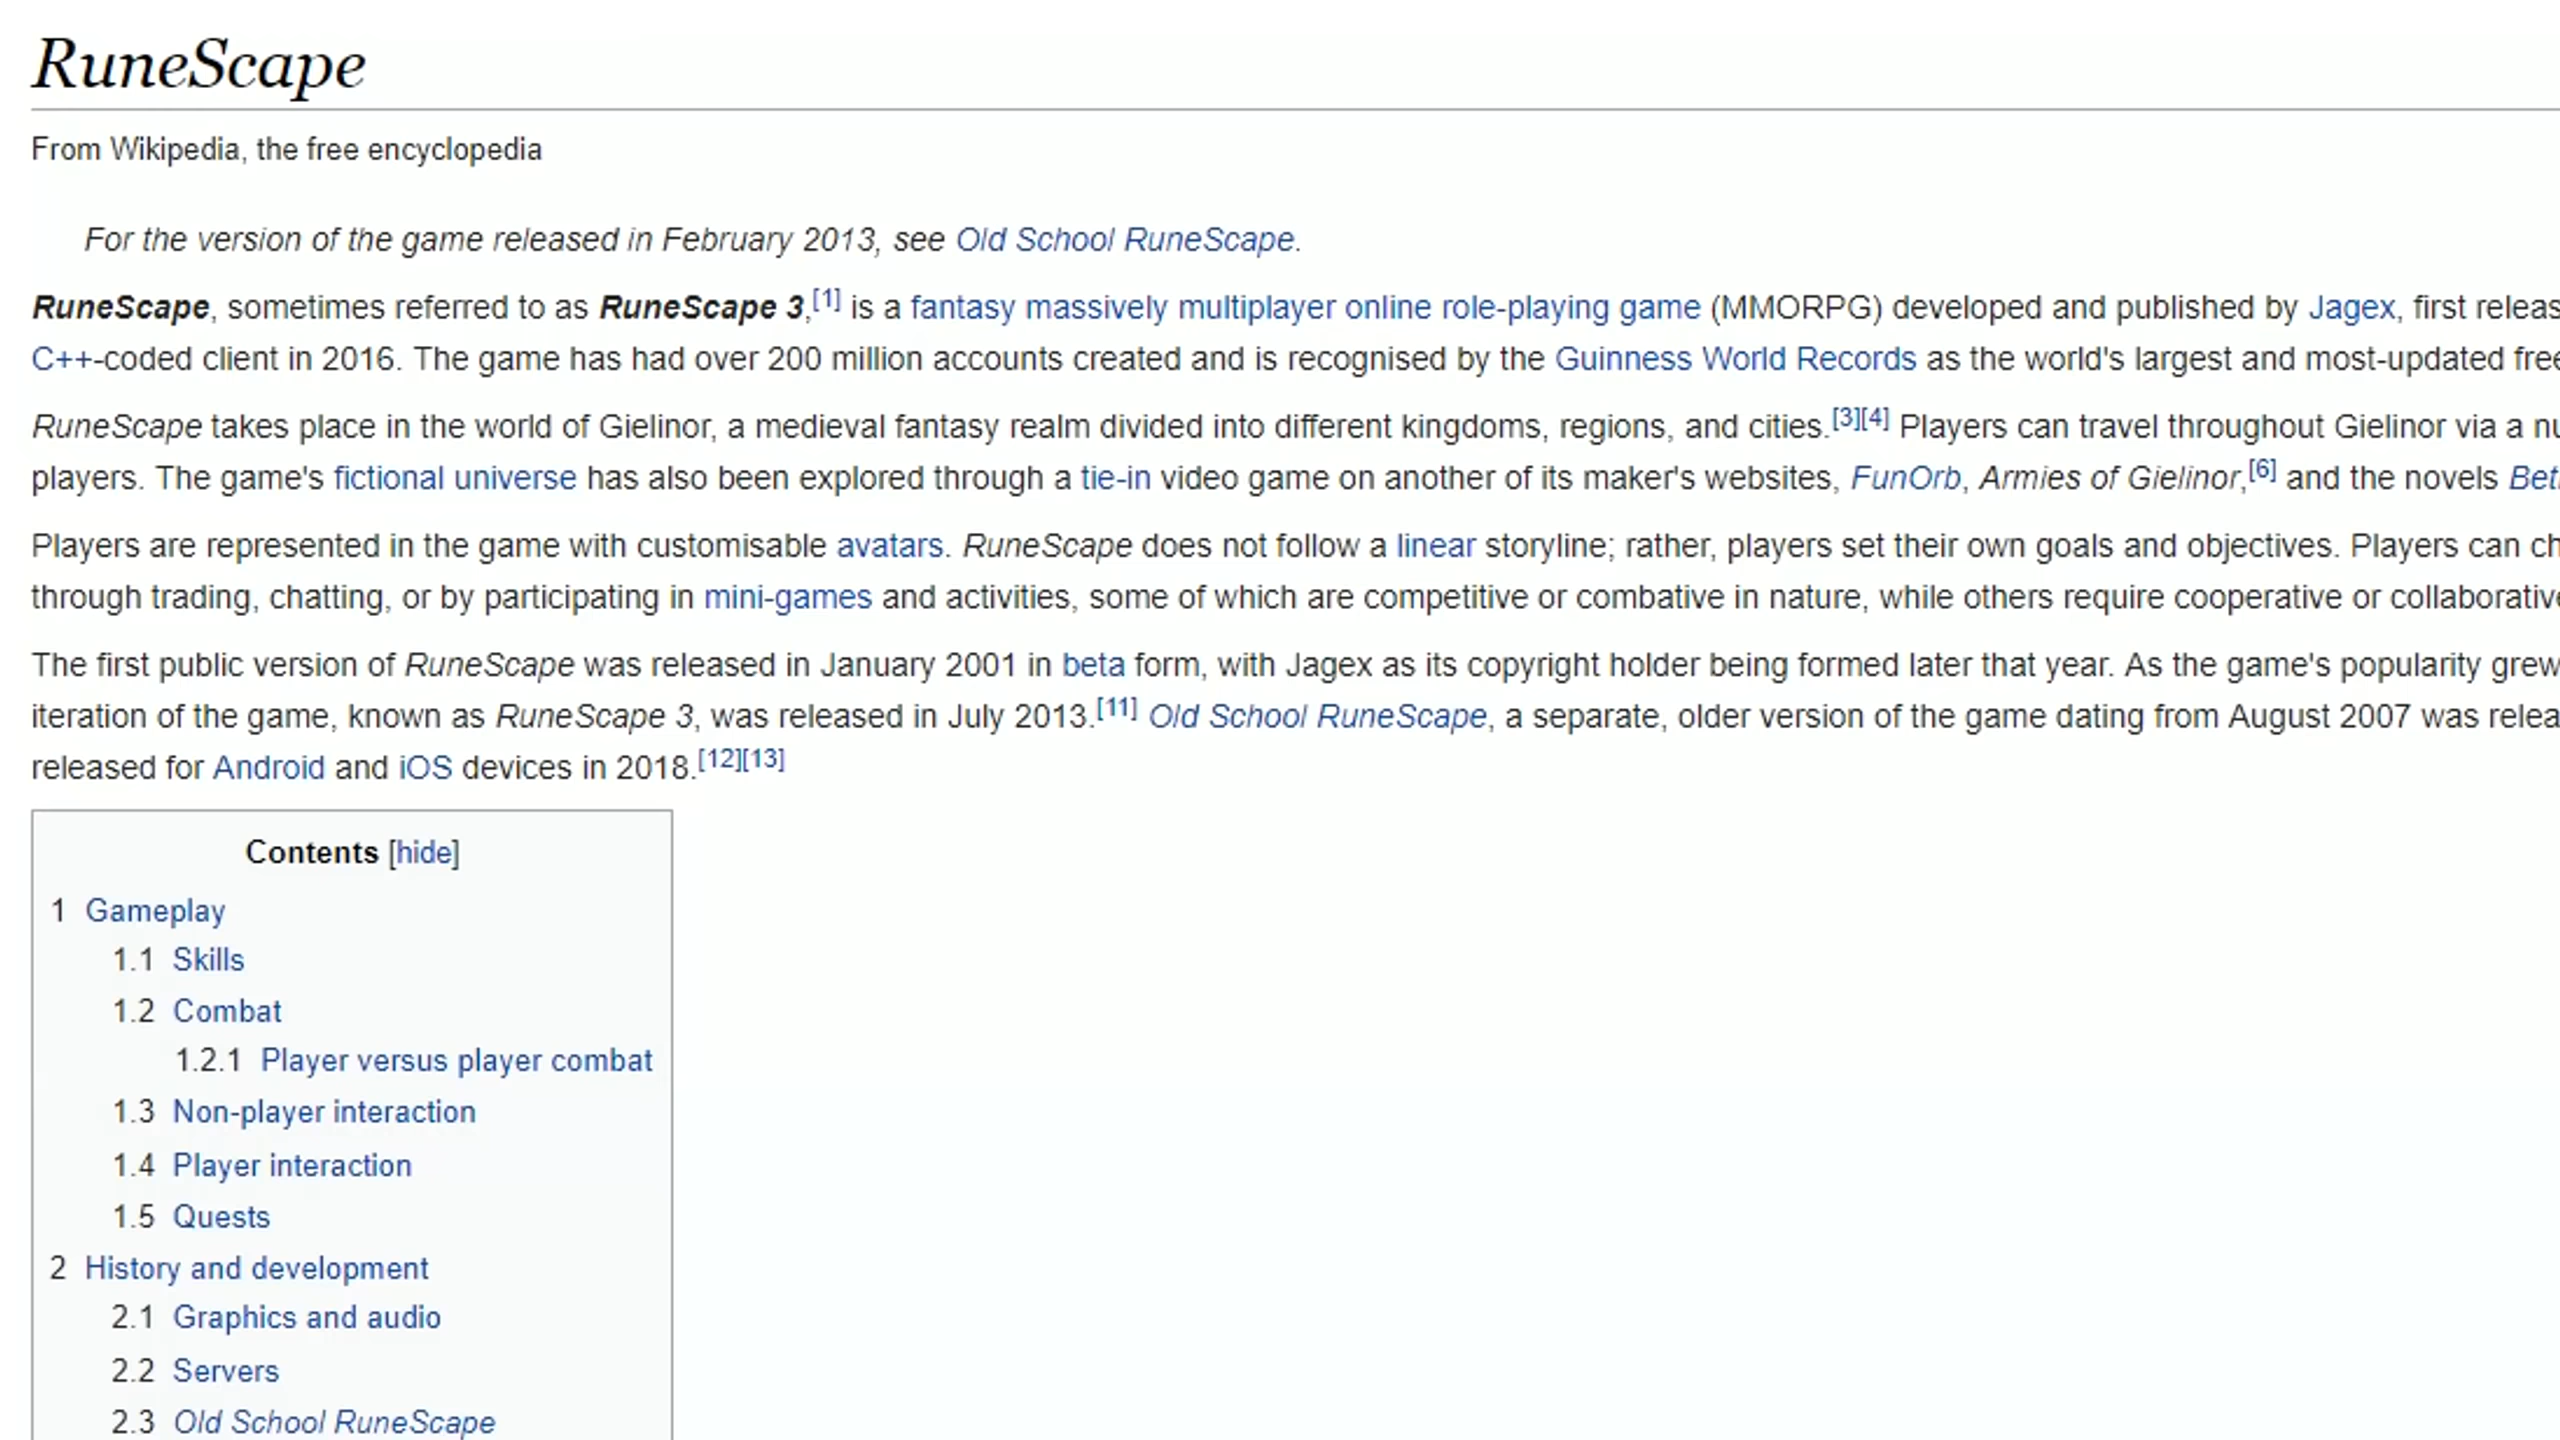 RuneScape
From Wikipedia, the free encyclopedia
For the version of the game released in February 2013, see Old School RuneScape.
RuneScape, sometimes referred to as RuneScape 3,[1] is a fantasy massively multiplayer online role-playing game (MMORPG) developed and published by Jagex, first releas
C++-coded client in 2016. The game has had over 200 million accounts created and is recognised by the Guinness World Records as the world's largest and most-updated free
RuneScape takes place in the world of Gielinor, a medieval fantasy realm divided into different kingdoms, regions, and cities.[3][4] Players can travel throughout Gielinor via a nu
players. The game's fictional universe has also been explored through a tie-in video game on another of its maker's websites, FunOrb, Armies of Gielinor,[6] and the novels Bet
Players are represented in the game with customisable avatars. RuneScape does not follow a linear storyline; rather, players set their own goals and objectives. Players can ch
through trading, chatting, or by participating in mini-games and activities, some of which are competitive or combative in nature, while others require cooperative or collaborative
The first public version of RuneScape was released in January 2001 in beta form, with Jagex as its copyright holder being formed later that year. As the game's popularity grew
iteration of the game, known as RuneScape 3, was released in July 2013.[11] Old School RuneScape, a separate, older version of the game dating from August 2007 was relea
released for Android and iOS devices in 2018.[12][13]
Contents [hide]
1 Gameplay
1.1 Skills
1.2 Combat
1.2.1 Player versus player combat
1.3 Non-player interaction
1.4 Player interaction
1.5 Quests
2 History and development
2.1 Graphics and audio
2.2 Servers
2.3 Old School RuneScape